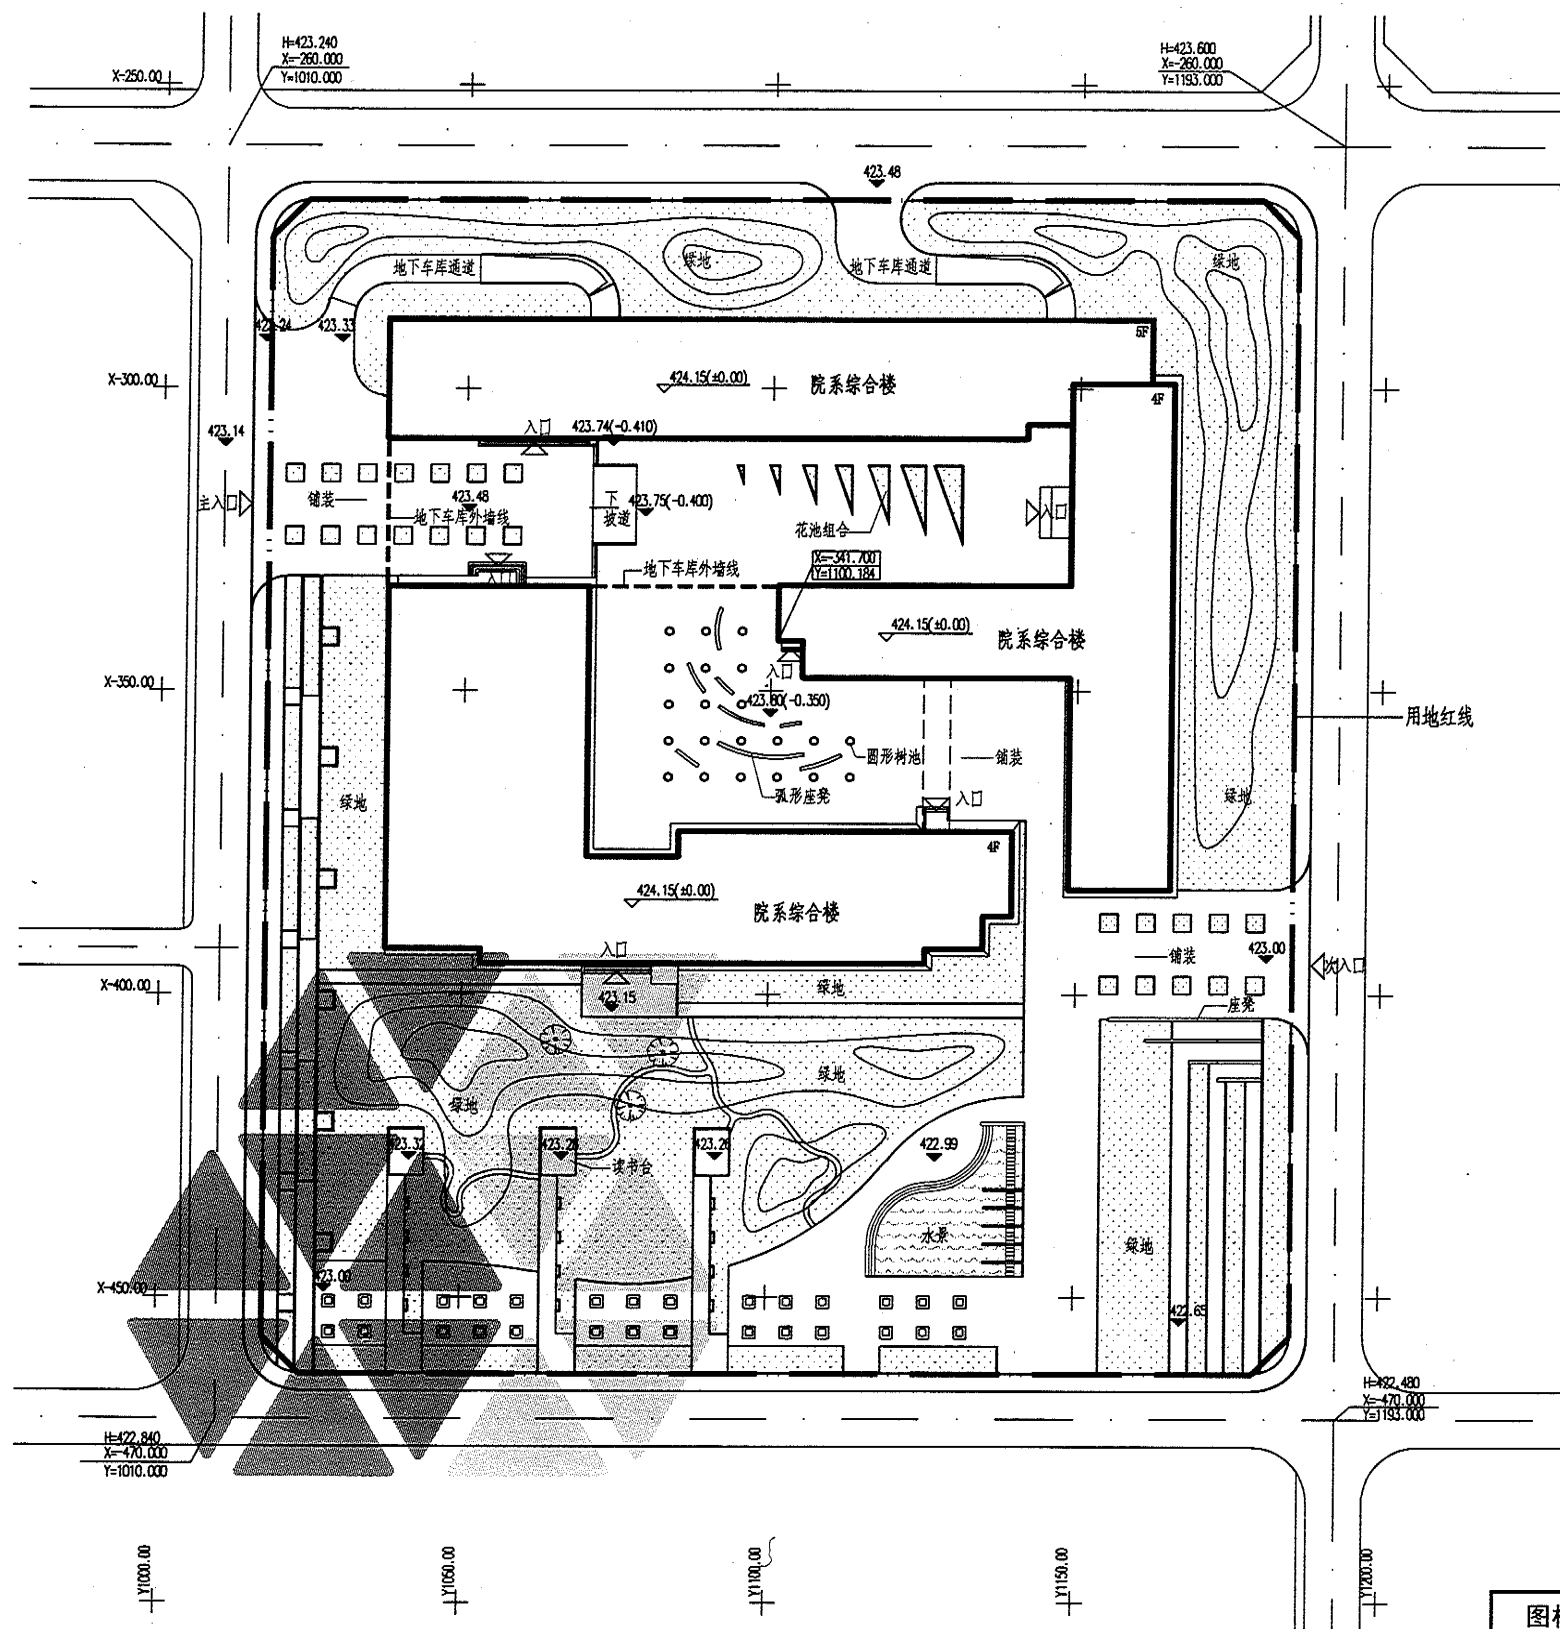 H=423.240
X=-260.000
Y=1010.000
H=423.600
X=-260.000
Y=1193.000
X-250.00
423.48
绿地
绿地
地下车库通道
地下车库通道
423.24
423.33
5F
X-300.00
424.15(±0.00)
院系综合楼
4F
423.14
入口
423.74(-0.410)
主入口
铺装
423.48
地下车库外墙线
下
坡道
423.75(-0.400)
入口
花池组合
入口
地下车库外墙线
X=-341.700
Y=1100.184
424.15(±0.00)
院系综合楼
入口
X-350.00
423.80(-0.350)
用地红线
圆形树池
铺装
弧形座凳
入口
绿地
绿地
4F
424.15(±0.00)
院系综合楼
入口
铺装
423.00
次入口
X-400.00
423.15
绿地
座凳
绿地
绿地
423.32
423.28
423.26
422.99
读书台
水景
绿地
423.00
X-450.00
422.65
H=422.480
X=-470.000
Y=1193.000
H=422.840
X=-470.000
Y=1010.000
Y1000.00
Y1050.00
Y1100.00
Y1150.00
Y1200.00
图